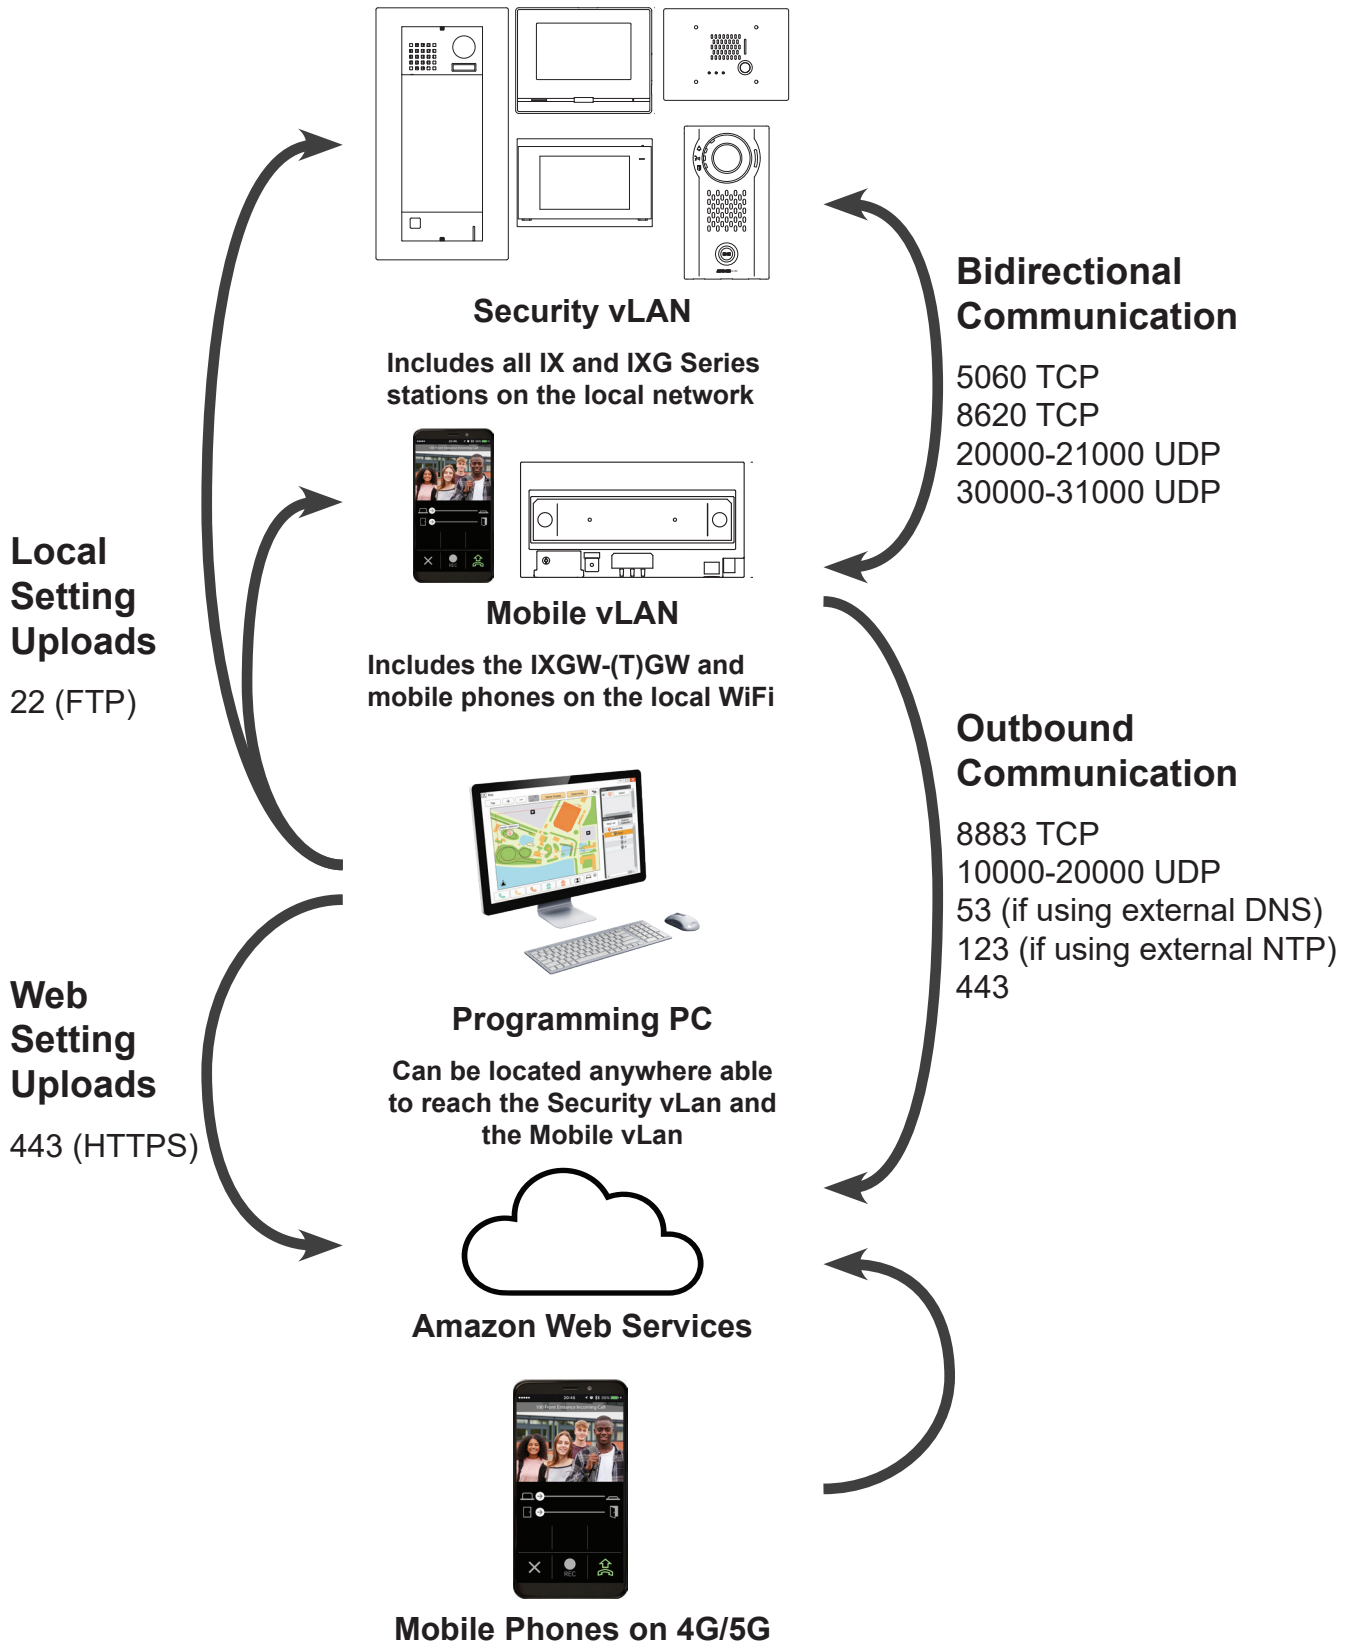 Security vLAN
Includes all IX and IXG Series
stations on the local network
Bidirectional
Communication
5060 TCP
8620 TCP
20000-21000 UDP
30000-31000 UDP
REC
Mobile vLAN
Includes the IXGW-(T)GW and
mobile phones on the local WiFi
Local
Setting
Uploads
22 (FTP)
Outbound
Communication
8883 TCP
10000-20000 UDP
53 (if using external DNS)
123 (if using external NTP)
443
Programming PC
Can be located anywhere able
to reach the Security vLan and
the Mobile vLan
Web
Setting
Uploads
443 (HTTPS)
Amazon Web Services
20:45
REC
Mobile Phones on 4G/5G